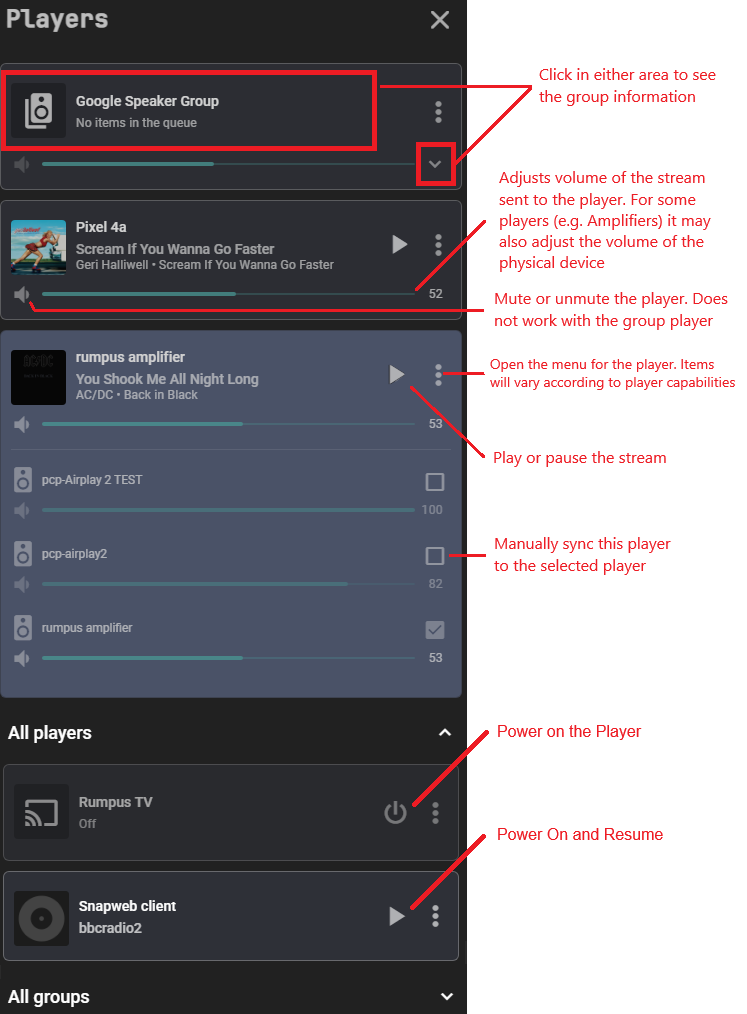 Players
Google Speaker Group
No items in the queue
Click in either area to see
the group information
Pixel 4a
Scream If You Wanna Go Faster
Geri Halliwell • Scream If You Wanna Go Faster
52
Adjusts volume of the stream
sent to the player. For some
players (e.g. Amplifiers) it may
also adjust the volume of the
physical device
Mute or unmute the player. Does
not work with the group player
rumpus amplifier
You Shook Me All Night Long
AC/DC • Back in Black
53
Open the menu for the player. Items
will vary according to player capabilities
Play or pause the stream
pcp-Airplay 2 TEST
100
pcp-airplay2
82
Manually sync this player
to the selected player
rumpus amplifier
53
All players
Power on the Player
Rumpus TV
Off
Power On and Resume
Snapweb client
bbcradio2
All groups